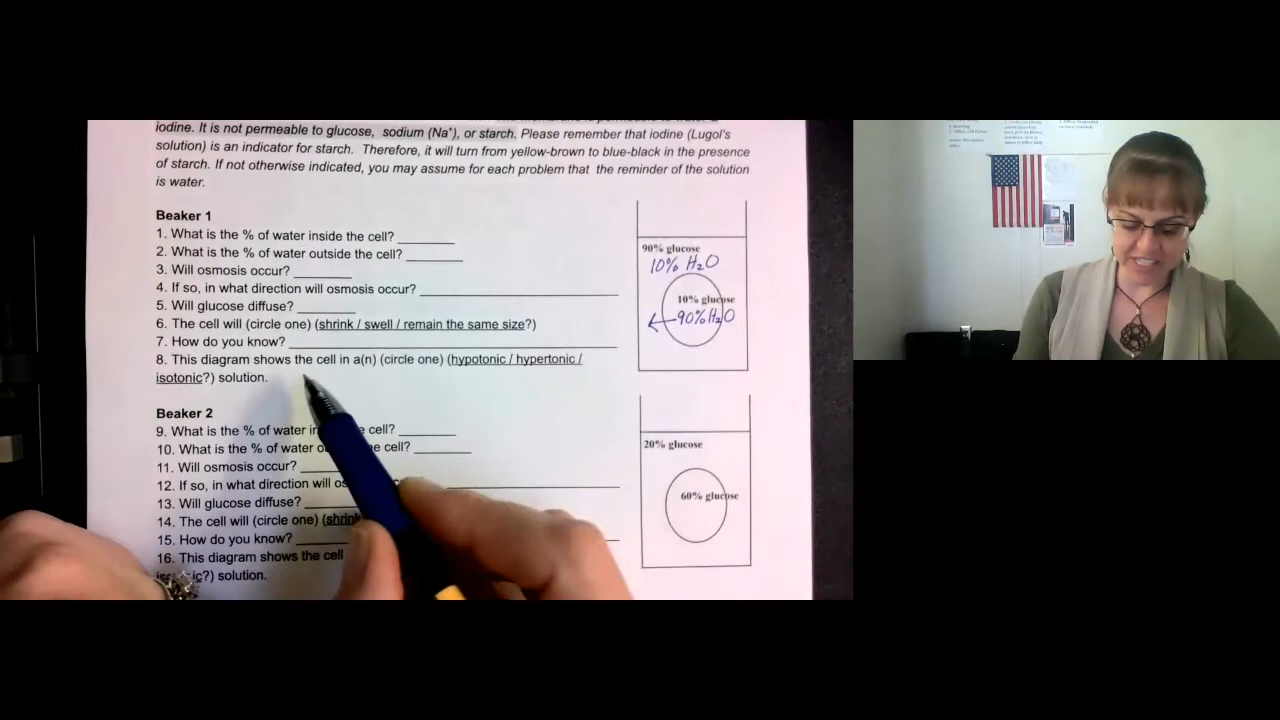 iodine. It is not permeable to glucose, sodium (Na⁺), or starch. Please remember that iodine (Lugol's
solution) is an indicator for starch. Therefore, it will turn from yellow-brown to blue-black in the presence
of starch. If not otherwise indicated, you may assume for each problem that the reminder of the solution
is water.
Beaker 1
1. What is the % of water inside the cell? ________
2. What is the % of water outside the cell? ________
3. Will osmosis occur? ________
4. If so, in what direction will osmosis occur? ________
5. Will glucose diffuse? ________
6. The cell will (circle one) (shrink / swell / remain the same size?)
7. How do you know? ________
8. This diagram shows the cell in a(n) (circle one) (hypotonic / hypertonic /
isotonic?) solution.
90% glucose
10% H₂O
10% glucose
90% H₂O
Beaker 2
9. What is the % of water cell? ________
10. What is the % of water cell? ________
11. Will osmosis occur?
12. If so, in what direction will
13. Will glucose diffuse?
14. The cell will (circle one) (shrink
15. How do you know?
16. This diagram shows the cell
solution.
20% glucose
60% glucose